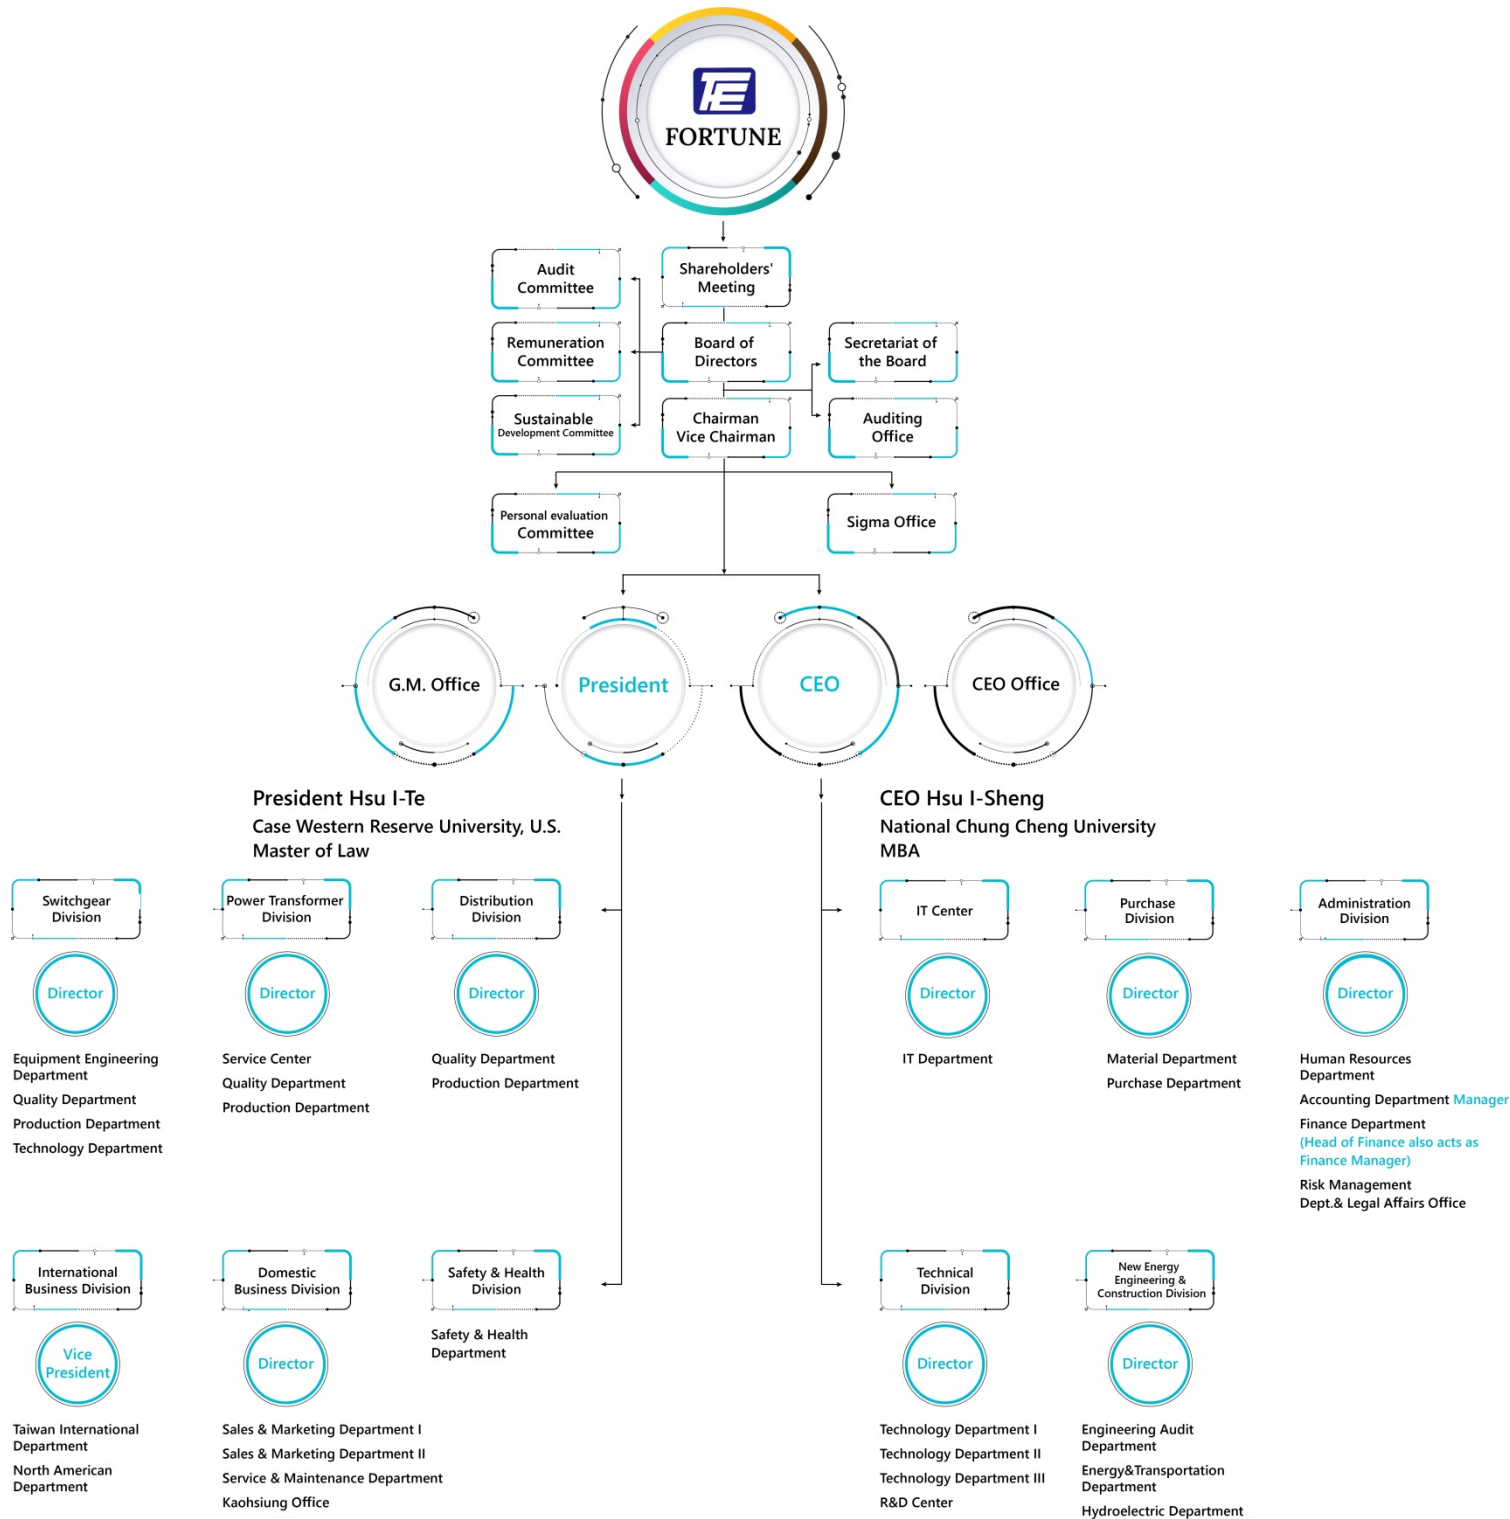 FORTUNE
Audit
Committee
Shareholders'
Meeting
Remuneration
Committee
Board of
Directors
Secretariat of
the Board
Sustainable
Development Committee
Chairman
Vice Chairman
Auditing
Office
Personal evaluation
Committee
Sigma Office
G.M. Office
President
CEO
CEO Office
President Hsu I-Te
Case Western Reserve University, U.S.
Master of Law
CEO Hsu I-Sheng
National Chung Cheng University
MBA
Switchgear
Division
Director
Equipment Engineering
Department
Quality Department
Production Department
Technology Department
Power Transformer
Division
Director
Service Center
Quality Department
Production Department
Distribution
Division
Director
Quality Department
Production Department
IT Center
Director
IT Department
Purchase
Division
Director
Material Department
Purchase Department
Administration
Division
Director
Human Resources
Department
Accounting Department Manager
Finance Department
(Head of Finance also acts as
Finance Manager)
Risk Management
Dept.& Legal Affairs Office
International
Business Division
Vice
President
Taiwan International
Department
North American
Department
Domestic
Business Division
Director
Sales & Marketing Department I
Sales & Marketing Department II
Service & Maintenance Department
Kaohsiung Office
Safety & Health
Division
Safety & Health
Department
Technical
Division
Director
Technology Department I
Technology Department II
Technology Department III
R&D Center
New Energy
Engineering &
Construction Division
Director
Engineering Audit
Department
Energy&Transportation
Department
Hydroelectric Department